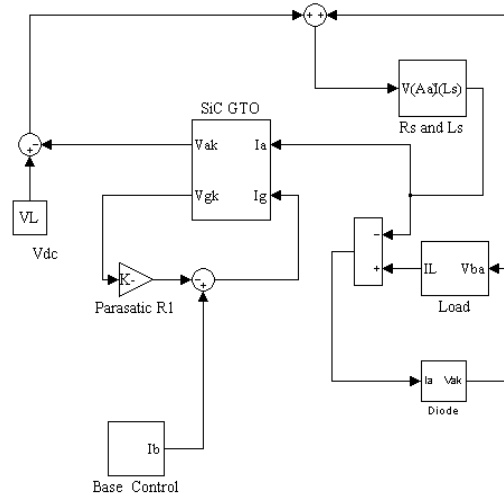 + +
V(Aa)I(Ls)
Rs and Ls
SiC GTO
Vak Ia
Vgk Ig
-
+
VL
Vdc
K-
Parasatic R1
-
+
-
+
IL Vba
Load
Ia Vak
Diode
Ib
Base Control